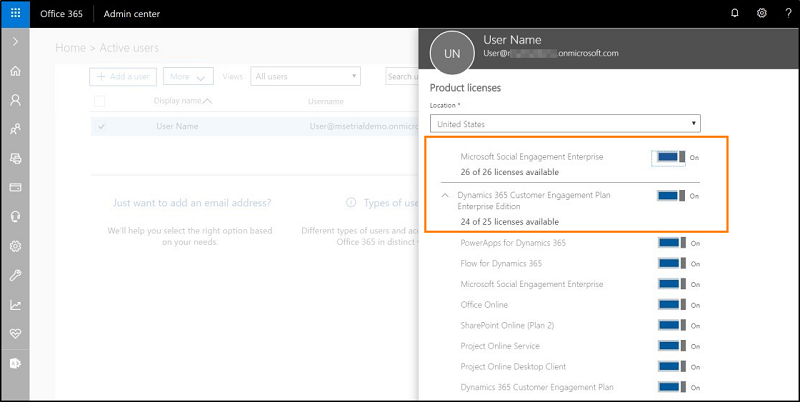 Office 365 Admin center ?
Home > Active users
+ Add a user More Views All users Search u
Display name Username
User Name User@msetrialdemo.onmicro
Just want to add an email address?
We'll help you select the right option based
on your needs.
Types of use
Different types of users and acc
Office 365 in distinct
UN
User Name
.onmicrosoft.com
Product licenses
Location *
United States
Microsoft Social Engagement Enterprise On
26 of 26 licenses available
Dynamics 365 Customer Engagement Plan
Enterprise Edition On
24 of 25 licenses available
PowerApps for Dynamics 365 On
Flow for Dynamics 365 On
Microsoft Social Engagement Enterprise On
Office Online On
SharePoint Online (Plan 2) On
Project Online Service On
Project Online Desktop Client On
Dynamics 365 Customer Engagement Plan On